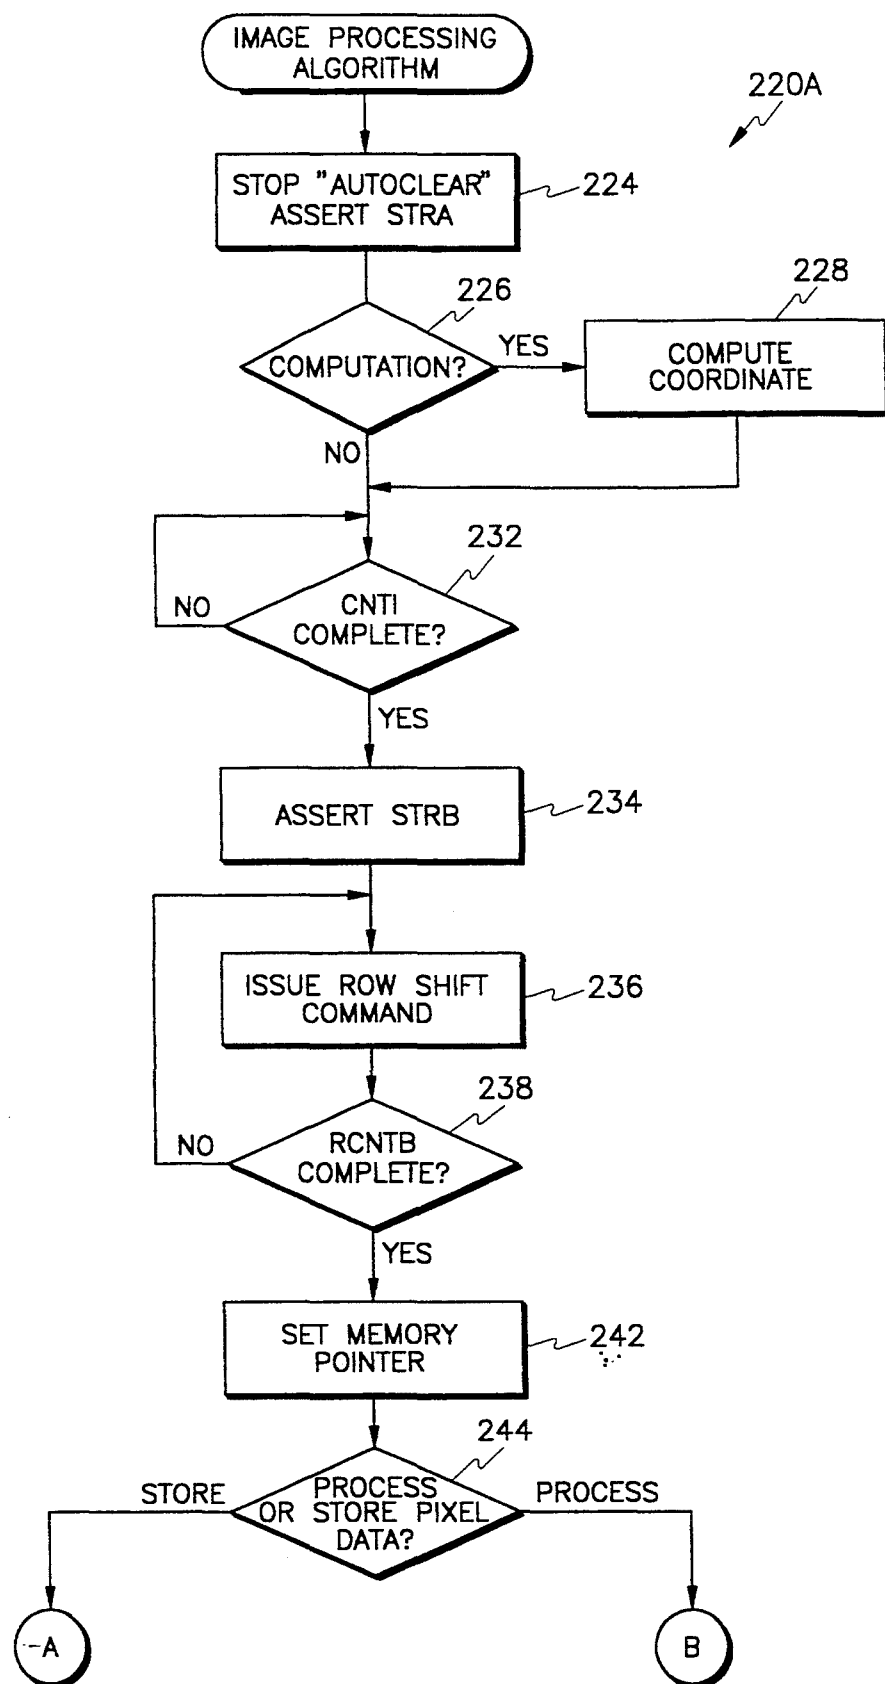 IMAGE PROCESSING
ALGORITHM
220A
STOP "AUTOCLEAR"
ASSERT STRA
224
226
228
COMPUTATION?
YES
COMPUTE
COORDINATE
NO
232
NO
CNTI
COMPLETE?
YES
ASSERT STRB
234
ISSUE ROW SHIFT
COMMAND
236
238
NO
RCNTB
COMPLETE?
YES
SET MEMORY
POINTER
242
244
STORE
PROCESS
OR STORE PIXEL
DATA?
PROCESS
A
B